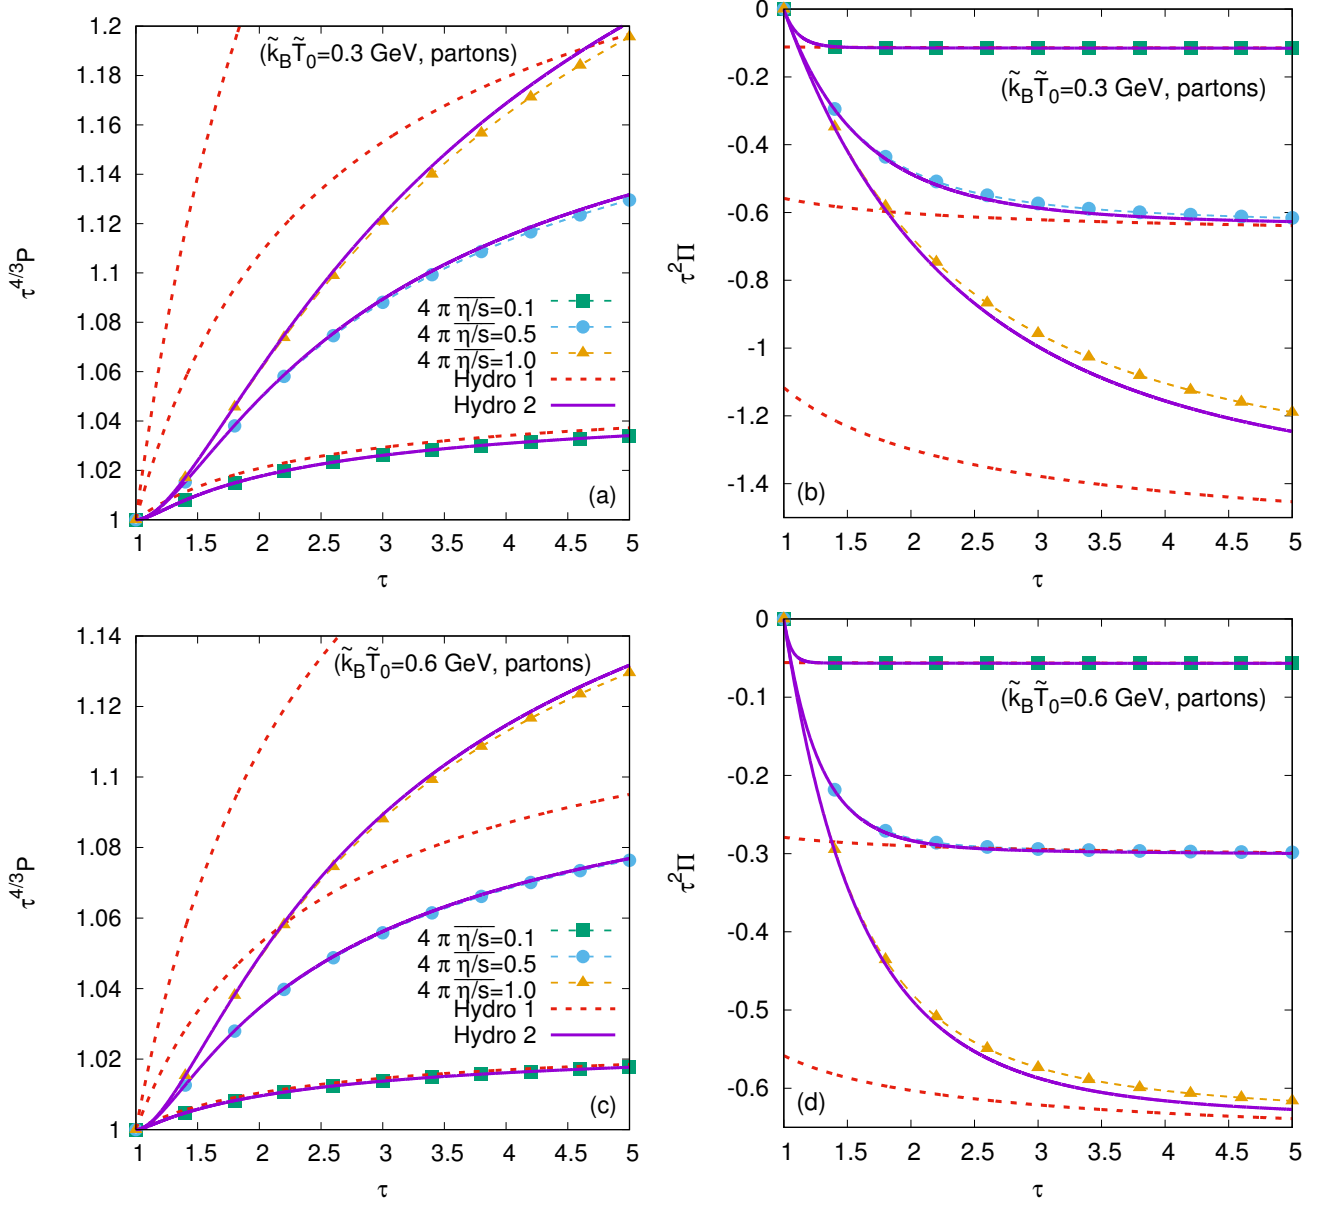 (k̃_B T̃_0=0.3 GeV, partons)
1.2
1.18
1.16
1.14
1.12
1.1
1.08
1.06
1.04
1.02
1
τ^{4/3}P
4 π η/s=0.1
4 π η/s=0.5
4 π η/s=1.0
Hydro 1
Hydro 2
(a)
1 1.5 2 2.5 3 3.5 4 4.5 5
τ
0
-0.2
-0.4
-0.6
-0.8
-1
-1.2
-1.4
τ²Π
(k̃_B T̃_0=0.3 GeV, partons)
(b)
1 1.5 2 2.5 3 3.5 4 4.5 5
τ
1.14
1.12
1.1
1.08
1.06
1.04
1.02
1
τ^{4/3}P
(k̃_B T̃_0=0.6 GeV, partons)
4 π η/s=0.1
4 π η/s=0.5
4 π η/s=1.0
Hydro 1
Hydro 2
(c)
1 1.5 2 2.5 3 3.5 4 4.5 5
τ
0
-0.1
-0.2
-0.3
-0.4
-0.5
-0.6
τ²Π
(k̃_B T̃_0=0.6 GeV, partons)
(d)
1 1.5 2 2.5 3 3.5 4 4.5 5
τ